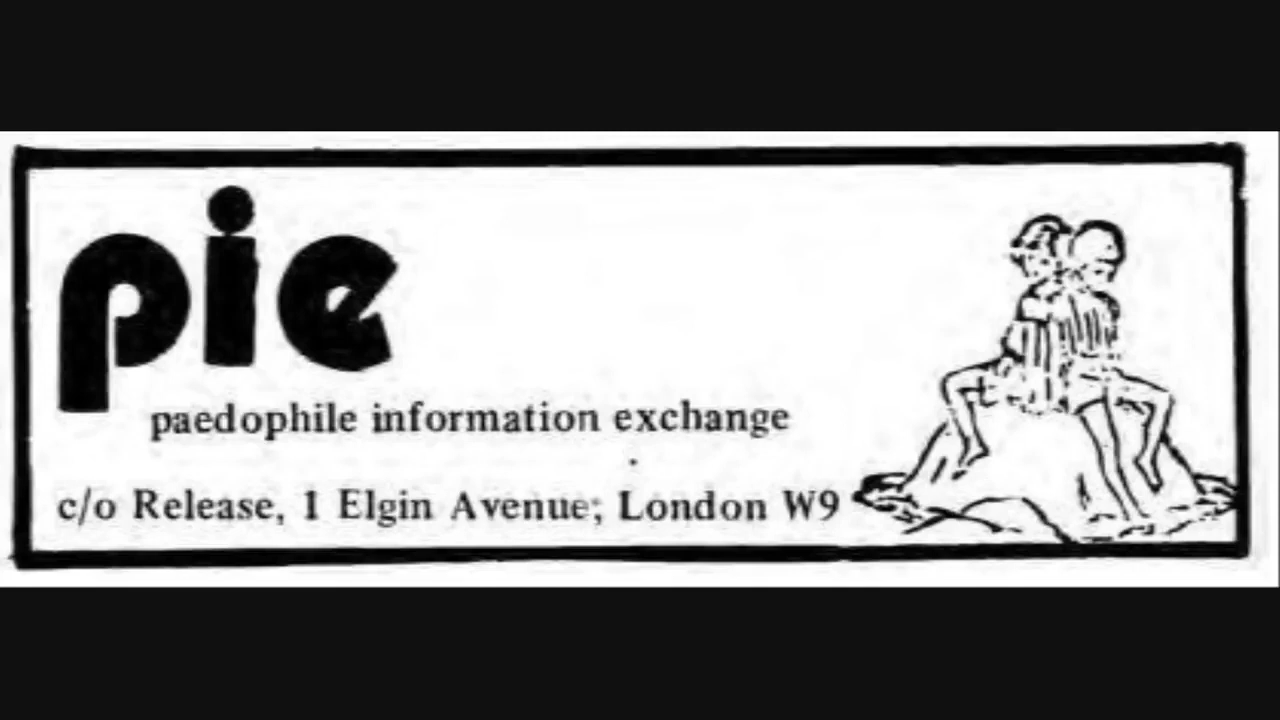 pie
paedophile information exchange
c/o Release, 1 Elgin Avenue; London W9